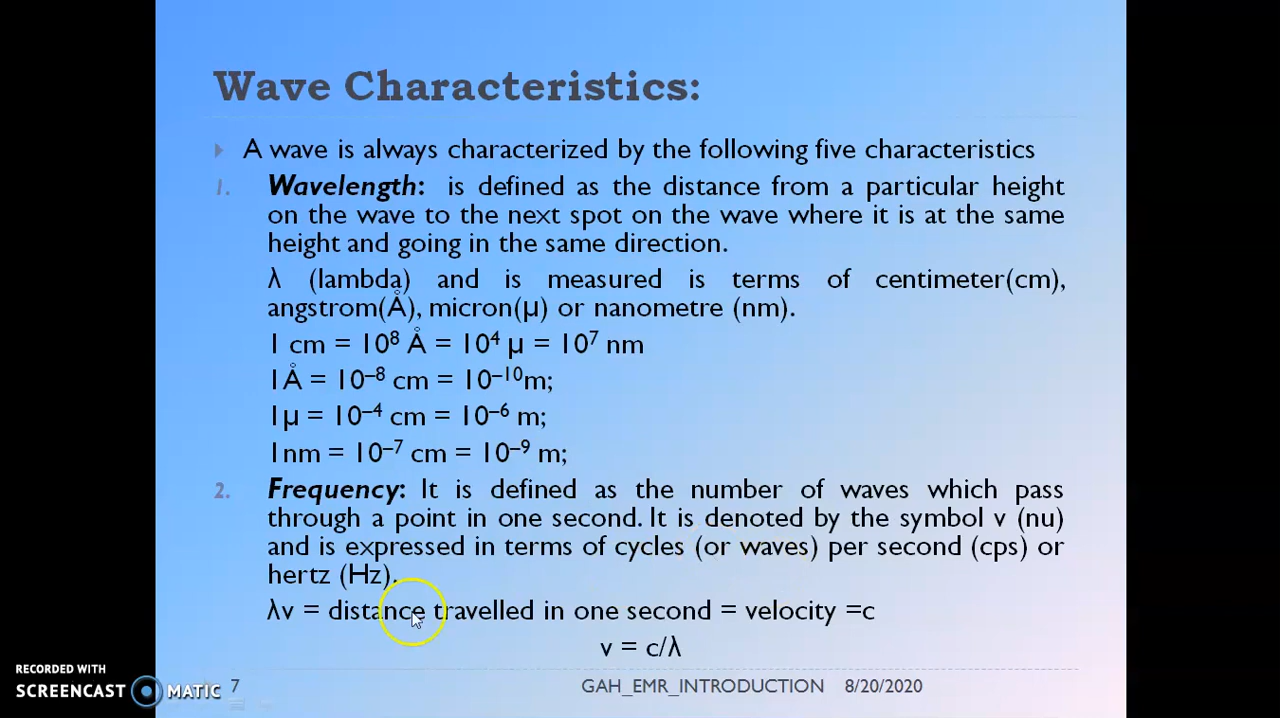 Wave Characteristics:
A wave is always characterized by the following five characteristics
1. Wavelength: is defined as the distance from a particular height
on the wave to the next spot on the wave where it is at the same
height and going in the same direction.
λ (lambda) and is measured is terms of centimeter(cm),
angstrom(Å), micron(μ) or nanometre (nm).
1 cm = 10⁸ Å = 10⁴ μ = 10⁷ nm
1Å = 10⁻⁸ cm = 10⁻¹⁰m;
1μ = 10⁻⁴ cm = 10⁻⁶ m;
1nm = 10⁻⁷ cm = 10⁻⁹ m;
2. Frequency: It is defined as the number of waves which pass
through a point in one second. It is denoted by the symbol ν (nu)
and is expressed in terms of cycles (or waves) per second (cps) or
hertz (Hz).
λν = distance travelled in one second = velocity =c
ν = c/λ
RECORDED WITH
SCREENCAST MATIC
7 GAH_EMR_INTRODUCTION 8/20/2020